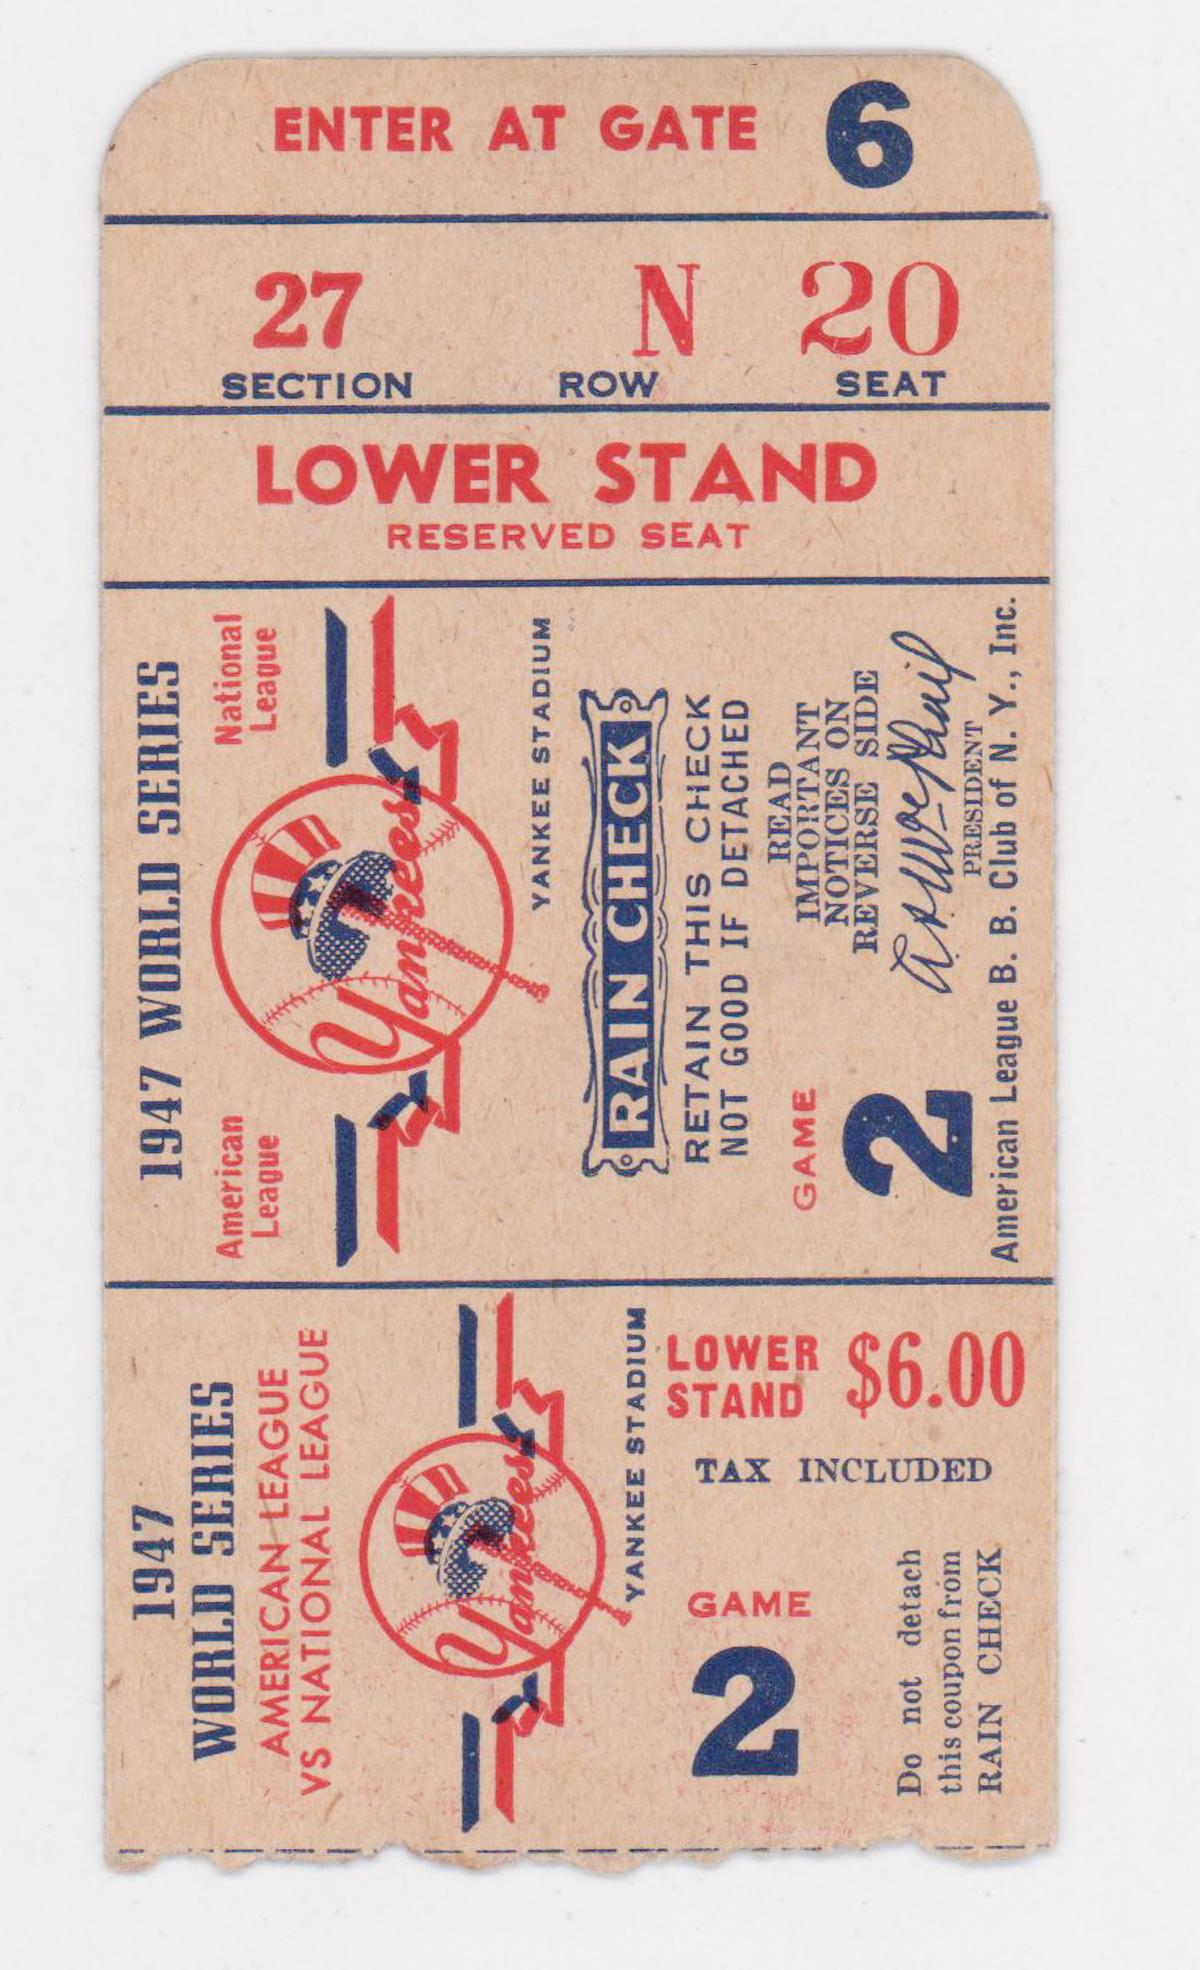 ENTER AT GATE 6
27 N 20
SECTION ROW SEAT
LOWER STAND
RESERVED SEAT
1947 WORLD SERIES
American
League
National
League
Yankees
YANKEE STADIUM
RAIN CHECK
RETAIN THIS CHECK
NOT GOOD IF DETACHED
GAME
2
READ
IMPORTANT
NOTICES ON
REVERSE SIDE
PRESIDENT
American League B. B. Club of N. Y., Inc.
1947
WORLD SERIES
AMERICAN LEAGUE
VS NATIONAL LEAGUE
Yankees
YANKEE STADIUM
LOWER
STAND
$6.00
TAX INCLUDED
GAME
2
Do not detach
this coupon from
RAIN CHECK